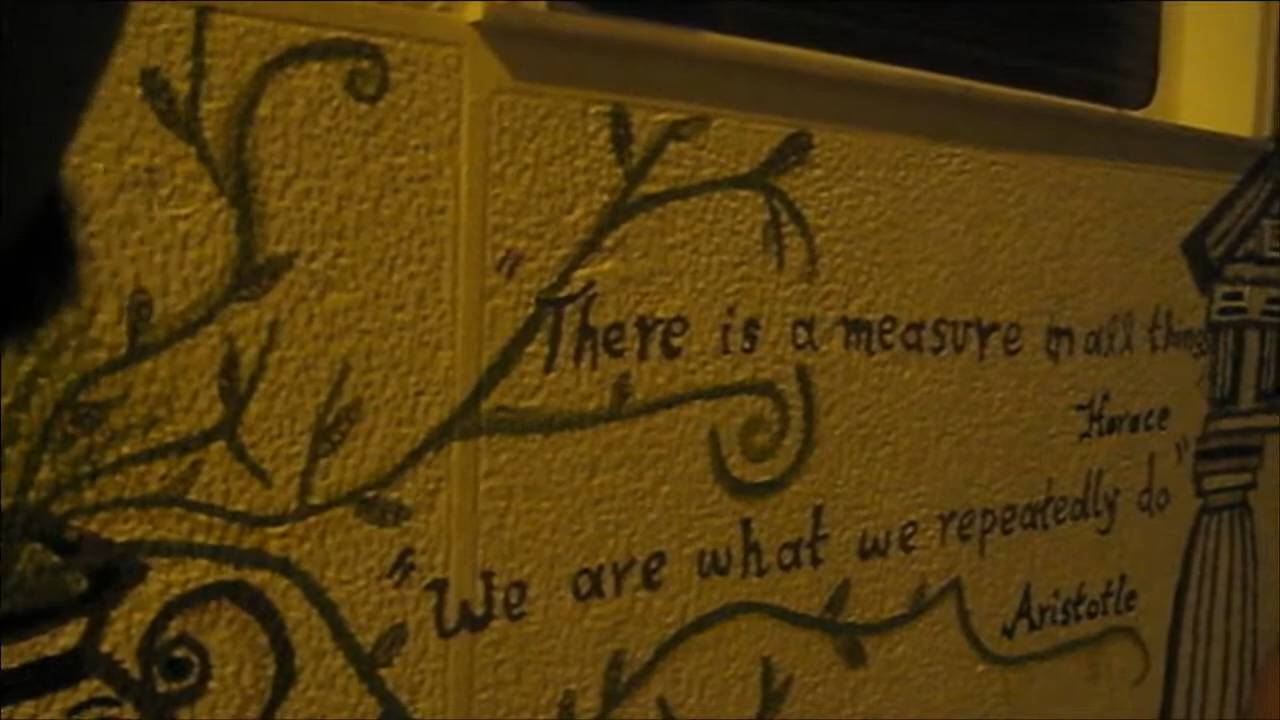 "There is a measure in all things
Horace
"We are what we repeatedly do"
Aristotle